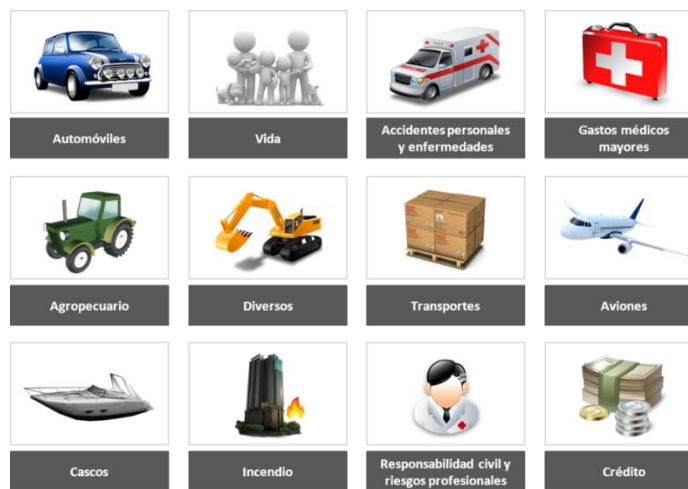 Automóviles
Vida
Accidentes personales
y enfermedades
Gastos médicos
mayores
Agropecuario
Diversos
Transportes
Aviones
Cascos
Incendio
Responsabilidad civil y
riesgos profesionales
Crédito